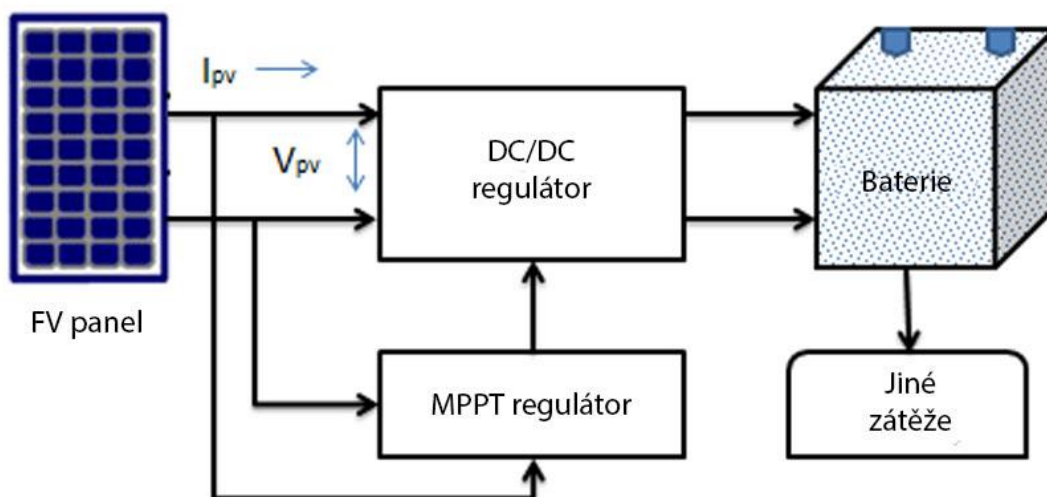 Ipv
Vpv
DC/DC
regulátor
Baterie
FV panel
MPPT regulátor
Jiné
zátěže